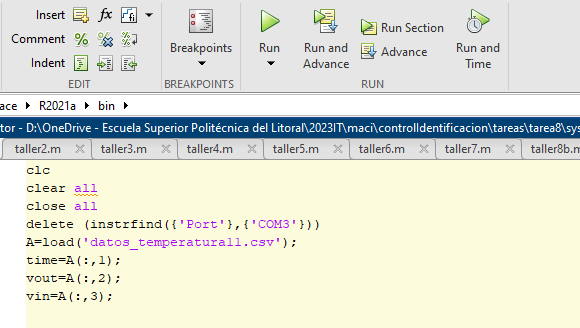 Insert fx
Comment % 
Indent
EDIT
Breakpoints
BREAKPOINTS
Run
Run and Advance
Run Section
Advance
Run and Time
RUN
ace ▸ R2021a ▸ bin ▸
tor - D:\OneDrive - Escuela Superior Politécnica del Litoral\2023IT\maci\controlIdentificacion\tareas\tarea8\sys
taller2.m taller3.m taller4.m taller5.m taller6.m taller7.m taller8b.m
clc
clear all
close all
delete (instrfind({'Port'},{'COM3'}))
A=load('datos_temperatura11.csv');
time=A(:,1);
vout=A(:,2);
vin=A(:,3);